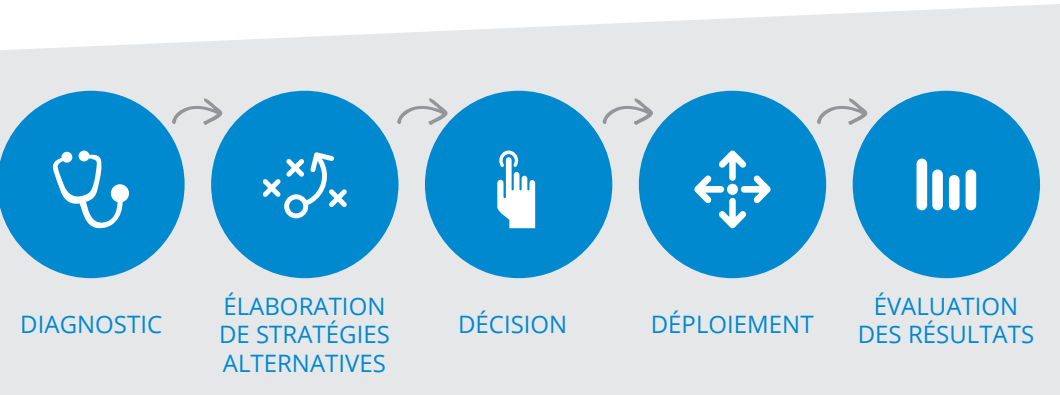 DIAGNOSTIC
ÉLABORATION
DE STRATÉGIES
ALTERNATIVES
DÉCISION
DÉPLOIEMENT
ÉVALUATION
DES RÉSULTATS